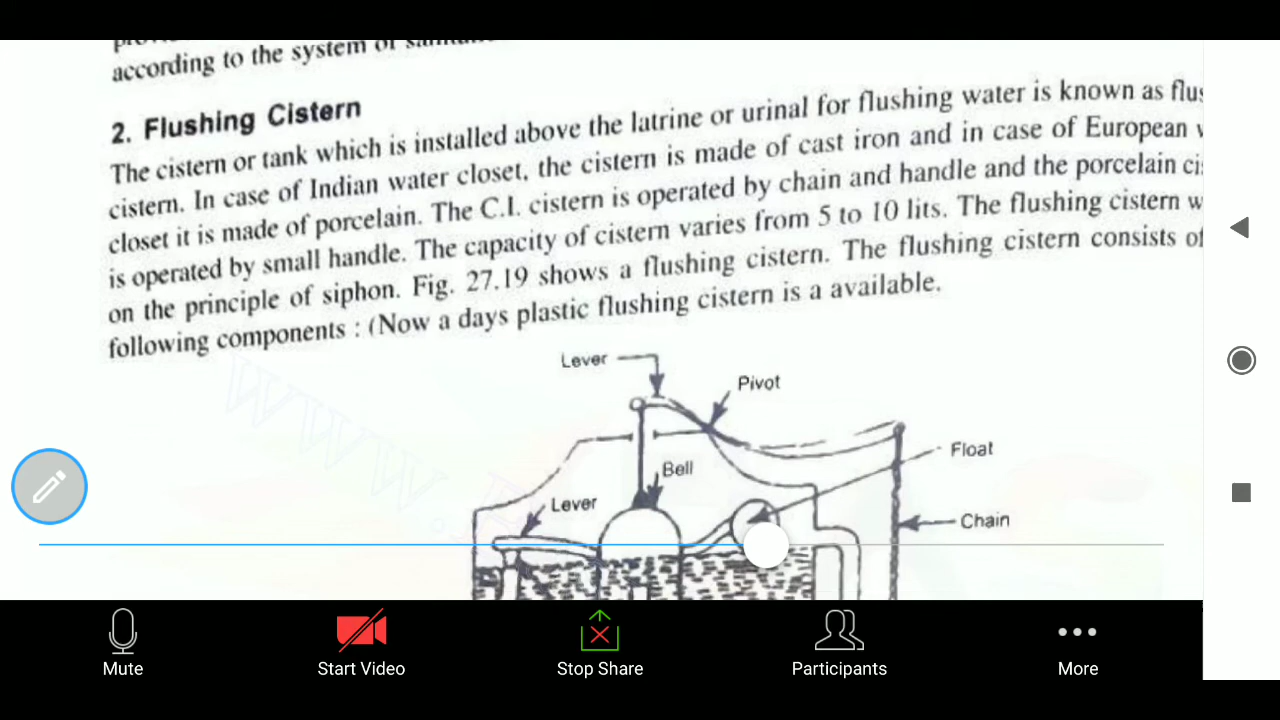 according to the system of
2. Flushing Cistern
The cistern or tank which is installed above the latrine or urinal for flushing water is known as flus
cistern. In case of Indian water closet, the cistern is made of cast iron and in case of European
closet it is made of porcelain. The C.I. cistern is operated by chain and handle and the porcelain cis
is operated by small handle. The capacity of cistern varies from 5 to 10 lits. The flushing cistern w
on the principle of siphon. Fig. 27.19 shows a flushing cistern. The flushing cistern consists of
following components : (Now a days plastic flushing cistern is a available.
Lever
Pivot
Bell
Float
Lever
Chain
Mute
Start Video
Stop Share
Participants
More